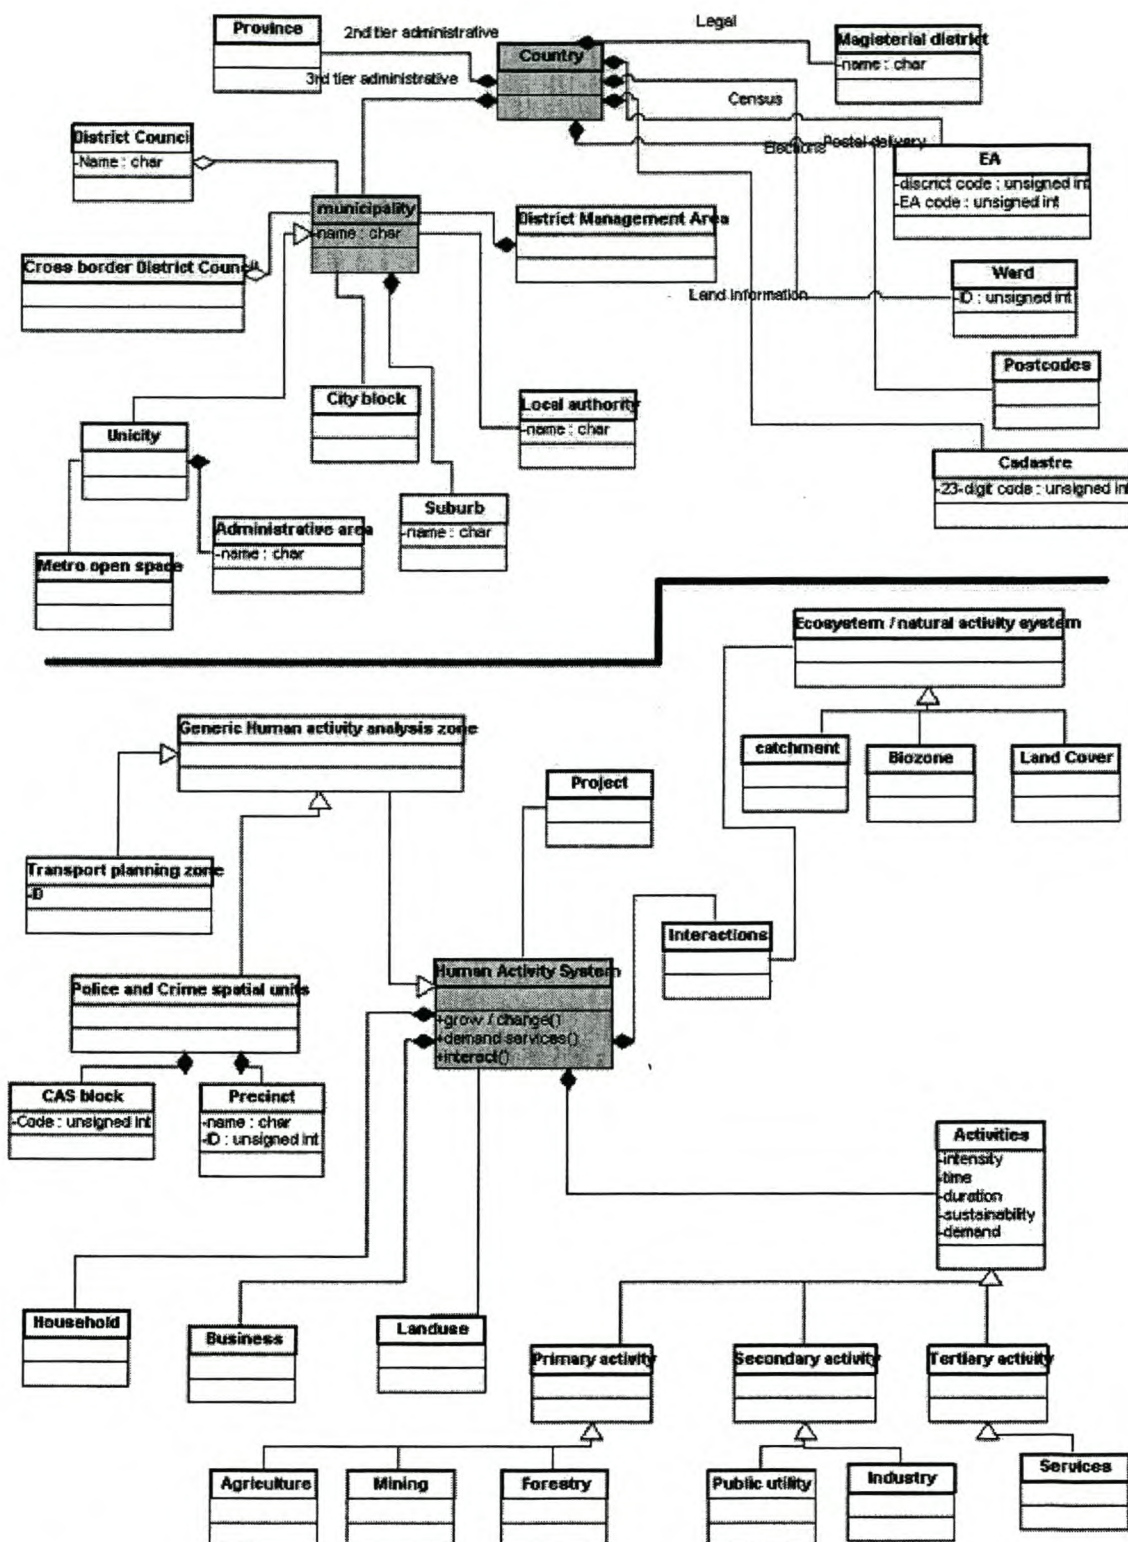 Province
2nd tier administrative
Legal
Country
Magisterial district
-name : char
3rd tier administrative
Census
Elections
Postal delivery
District Council
-Name : char
EA
-discrict code : unsigned int
-EA code : unsigned int
municipality
-name : char
District Management Area
Cross border District Council
Ward
-ID : unsigned int
Land information
Postcodes
City block
Local authority
-name : char
Unicity
Cadastre
-23-digit code : unsigned int
Suburb
-name : char
Administrative area
-name : char
Metro open space
Ecosystem / natural activity system
Generic Human activity analysis zone
catchment
Biozone
Land Cover
Project
Transport planning zone
-ID
Interactions
Human Activity System
+grow / change()
+demand services()
+interact()
Police and Crime spatial units
CAS block
-Code : unsigned int
Precinct
-name : char
-ID : unsigned int
Activities
-intensity
-time
-duration
-sustainability
-demand
Household
Business
Landuse
Primary activity
Secondary activity
Tertiary activity
Agriculture
Mining
Forestry
Public utility
Industry
Services